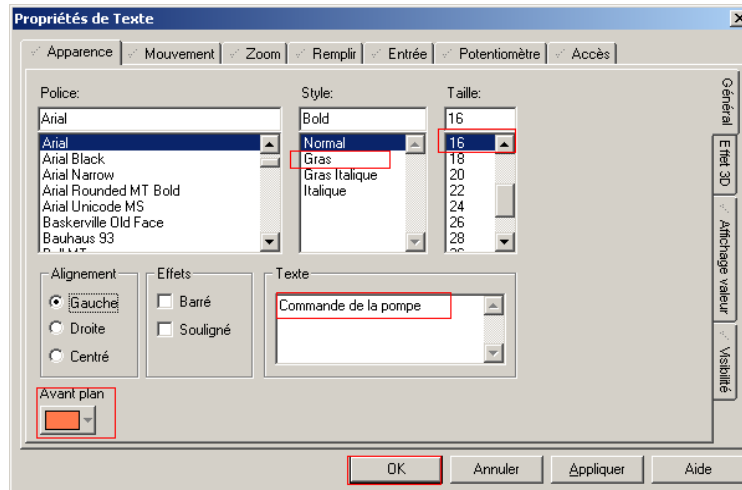 Propriétés de Texte
Apparence Mouvement Zoom Remplir Entrée Potentiomètre Accès
Police: Style: Taille:
Arial Bold 16
Arial Normal 16
Arial Black Gras 18
Arial Narrow Gras Italique 20
Arial Rounded MT Bold Italique 22
Arial Unicode MS 24
Baskerville Old Face 26
Bauhaus 93 28
Alignement Effets Texte
Gauche Barré Commande de la pompe
Droite Souligné
Centré
Avant plan
Général
Effet 3D
Affichage valeur
Visibilité
OK Annuler Appliquer Aide